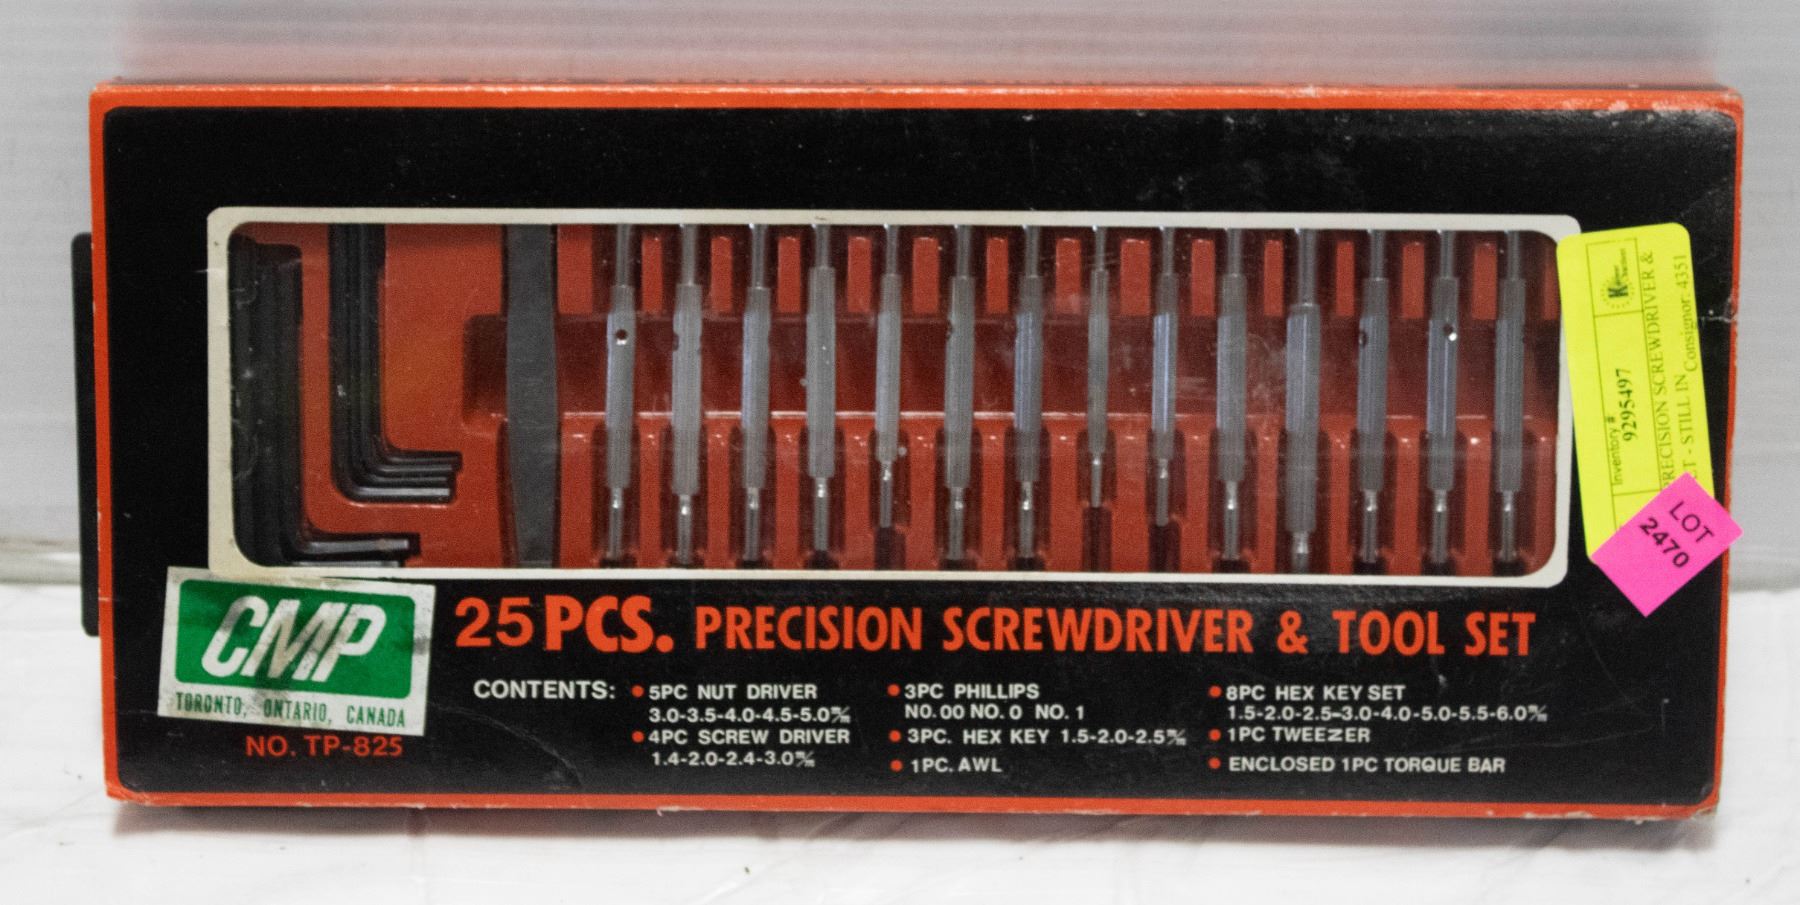 Inventory #
9295497
PRECISION SCREWDRIVER &
- STILL IN
Consignor: 4351
LOT
2470
CMP
TORONTO, ONTARIO, CANADA
NO. TP-825
25 PCS. PRECISION SCREWDRIVER & TOOL SET
CONTENTS:
• 5PC NUT DRIVER
3.0-3.5-4.0-4.5-5.0m/m
• 4PC SCREW DRIVER
1.4-2.0-2.4-3.0m/m
• 3PC PHILLIPS
NO.00 NO.0 NO.1
• 3PC. HEX KEY 1.5-2.0-2.5m/m
• 1PC. AWL
• 8PC HEX KEY SET
1.5-2.0-2.5-3.0-4.0-5.0-5.5-6.0m/m
• 1PC TWEEZER
• ENCLOSED 1PC TORQUE BAR